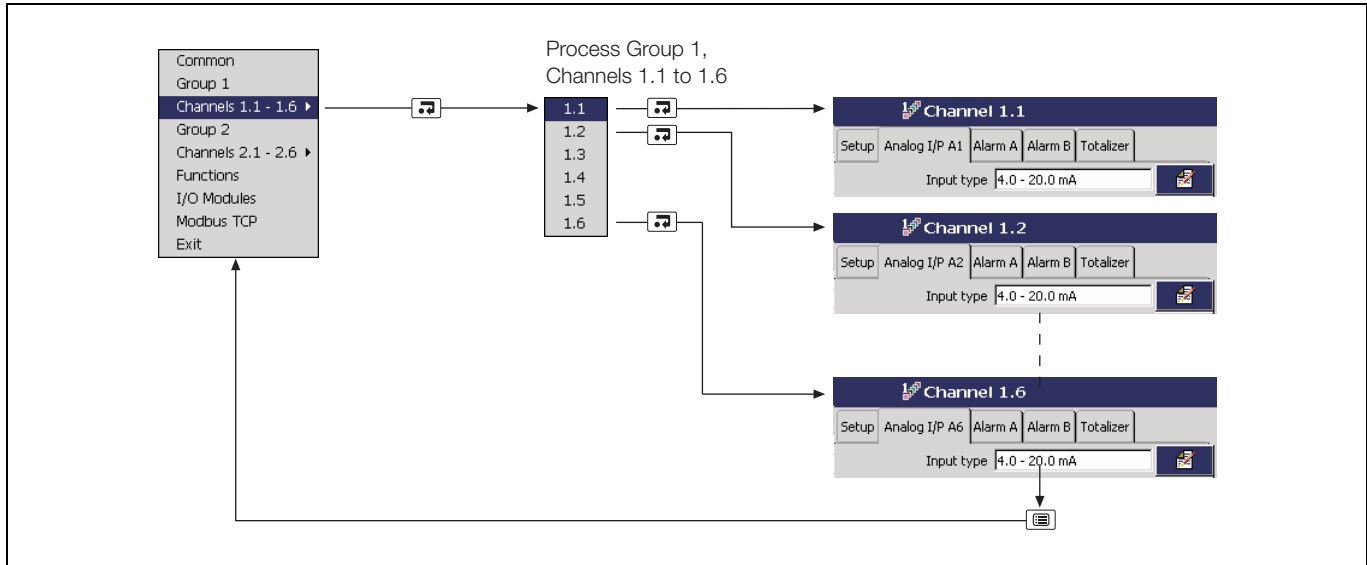 Common
Group 1
Channels 1.1 - 1.6
Group 2
Channels 2.1 - 2.6
Functions
I/O Modules
Modbus TCP
Exit
Process Group 1,
Channels 1.1 to 1.6
1.1
1.2
1.3
1.4
1.5
1.6
Channel 1.1
Setup Analog I/P A1 Alarm A Alarm B Totalizer
Input type 4.0 - 20.0 mA
Channel 1.2
Setup Analog I/P A2 Alarm A Alarm B Totalizer
Input type 4.0 - 20.0 mA
Channel 1.6
Setup Analog I/P A6 Alarm A Alarm B Totalizer
Input type 4.0 - 20.0 mA